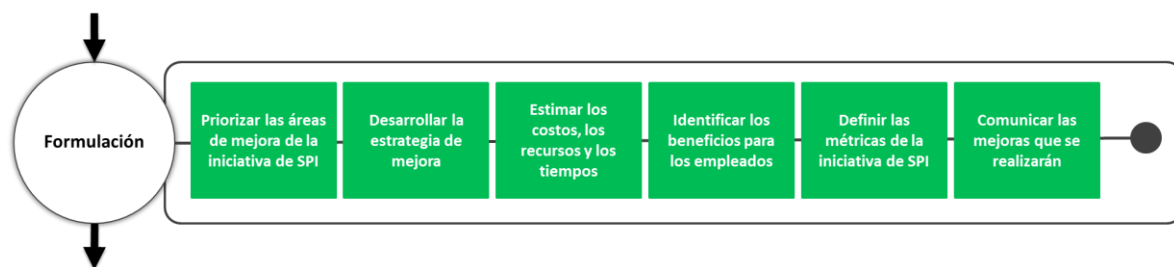 Formulación
Priorizar las áreas
de mejora de la
iniciativa de SPI
Desarrollar la
estrategia de
mejora
Estimar los
costos, los
recursos y los
tiempos
Identificar los
beneficios para
los empleados
Definir las
métricas de la
iniciativa de SPI
Comunicar las
mejoras que se
realizarán